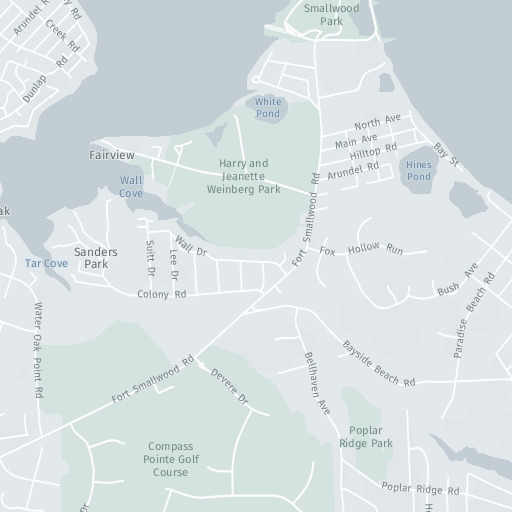 Smallwood
Park
Arundel Rd
y Rd
Creek Rd
Dunlap Rd
White
Pond
North Ave
Main Ave
Hilltop Rd
Arundel Rd
Bay St
Hines
Pond
Fairview
Harry and
Jeanette
Weinberg Park
Wall
Cove
Fort Smallwood Rd
ak
Sanders
Park
Tar Cove
Suitt Dr
Lee Dr
Wall Dr
Fox Hollow Run
Colony Rd
Bush Ave
Paradise Beach Rd
Water Oak Point Rd
Bayside Beach Rd
Bellhaven Ave
Fort Smallwood Rd
Devere Dr
Poplar
Ridge Park
Compass
Pointe Golf
Course
Poplar Ridge Rd
Dr